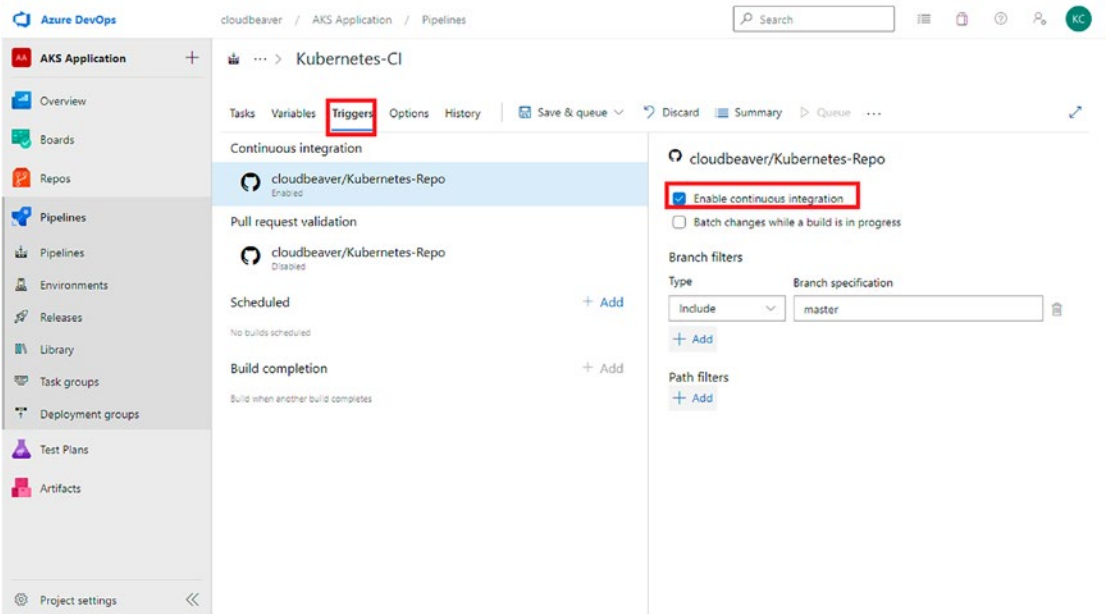 Azure DevOps
cloudbeaver / AKS Application / Pipelines
Search
KC
AA
AKS Application
Kubernetes-CI
Overview
Boards
Repos
Pipelines
Pipelines
Environments
Releases
Library
Task groups
Deployment groups
Test Plans
Artifacts
Project settings
Tasks Variables Triggers Options History Save & queue Discard Summary Queue ...
Continuous integration
cloudbeaver/Kubernetes-Repo
Enabled
Pull request validation
cloudbeaver/Kubernetes-Repo
Disabled
Scheduled + Add
No builds scheduled
Build completion + Add
Build when another build completes
cloudbeaver/Kubernetes-Repo
Enable continuous integration
Batch changes while a build is in progress
Branch filters
Type Branch specification
Include master
+ Add
Path filters
+ Add